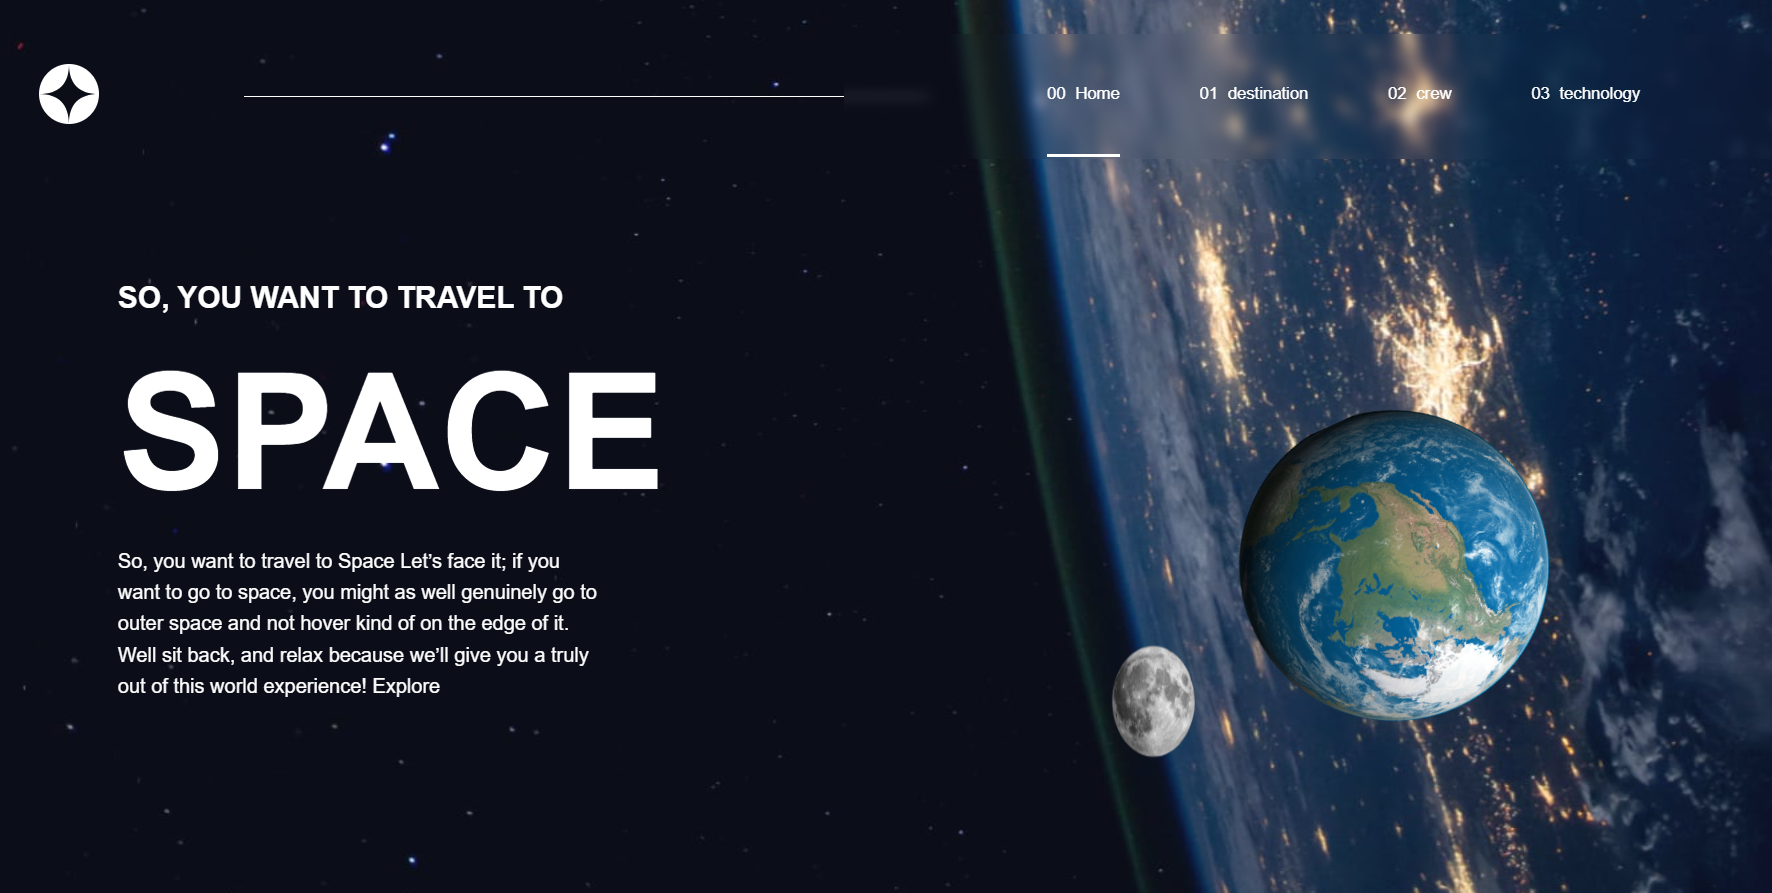 00 Home 01 destination 02 crew 03 technology
SO, YOU WANT TO TRAVEL TO
SPACE
So, you want to travel to Space Let’s face it; if you
want to go to space, you might as well genuinely go to
outer space and not hover kind of on the edge of it.
Well sit back, and relax because we’ll give you a truly
out of this world experience! Explore